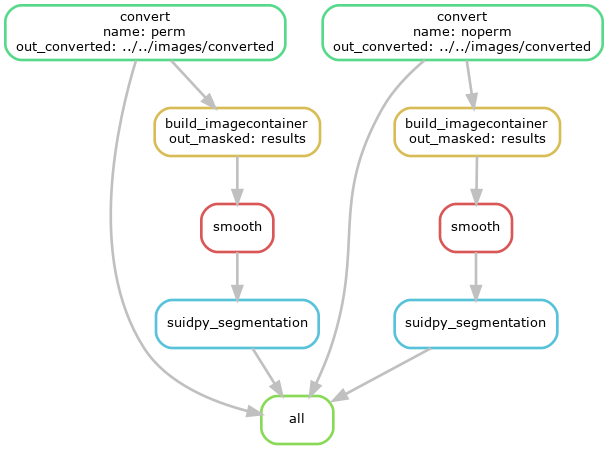 convert
name: perm
out_converted: ../../images/converted
convert
name: noperm
out_converted: ../../images/converted
build_imagecontainer
out_masked: results
build_imagecontainer
out_masked: results
smooth
smooth
suidpy_segmentation
suidpy_segmentation
all